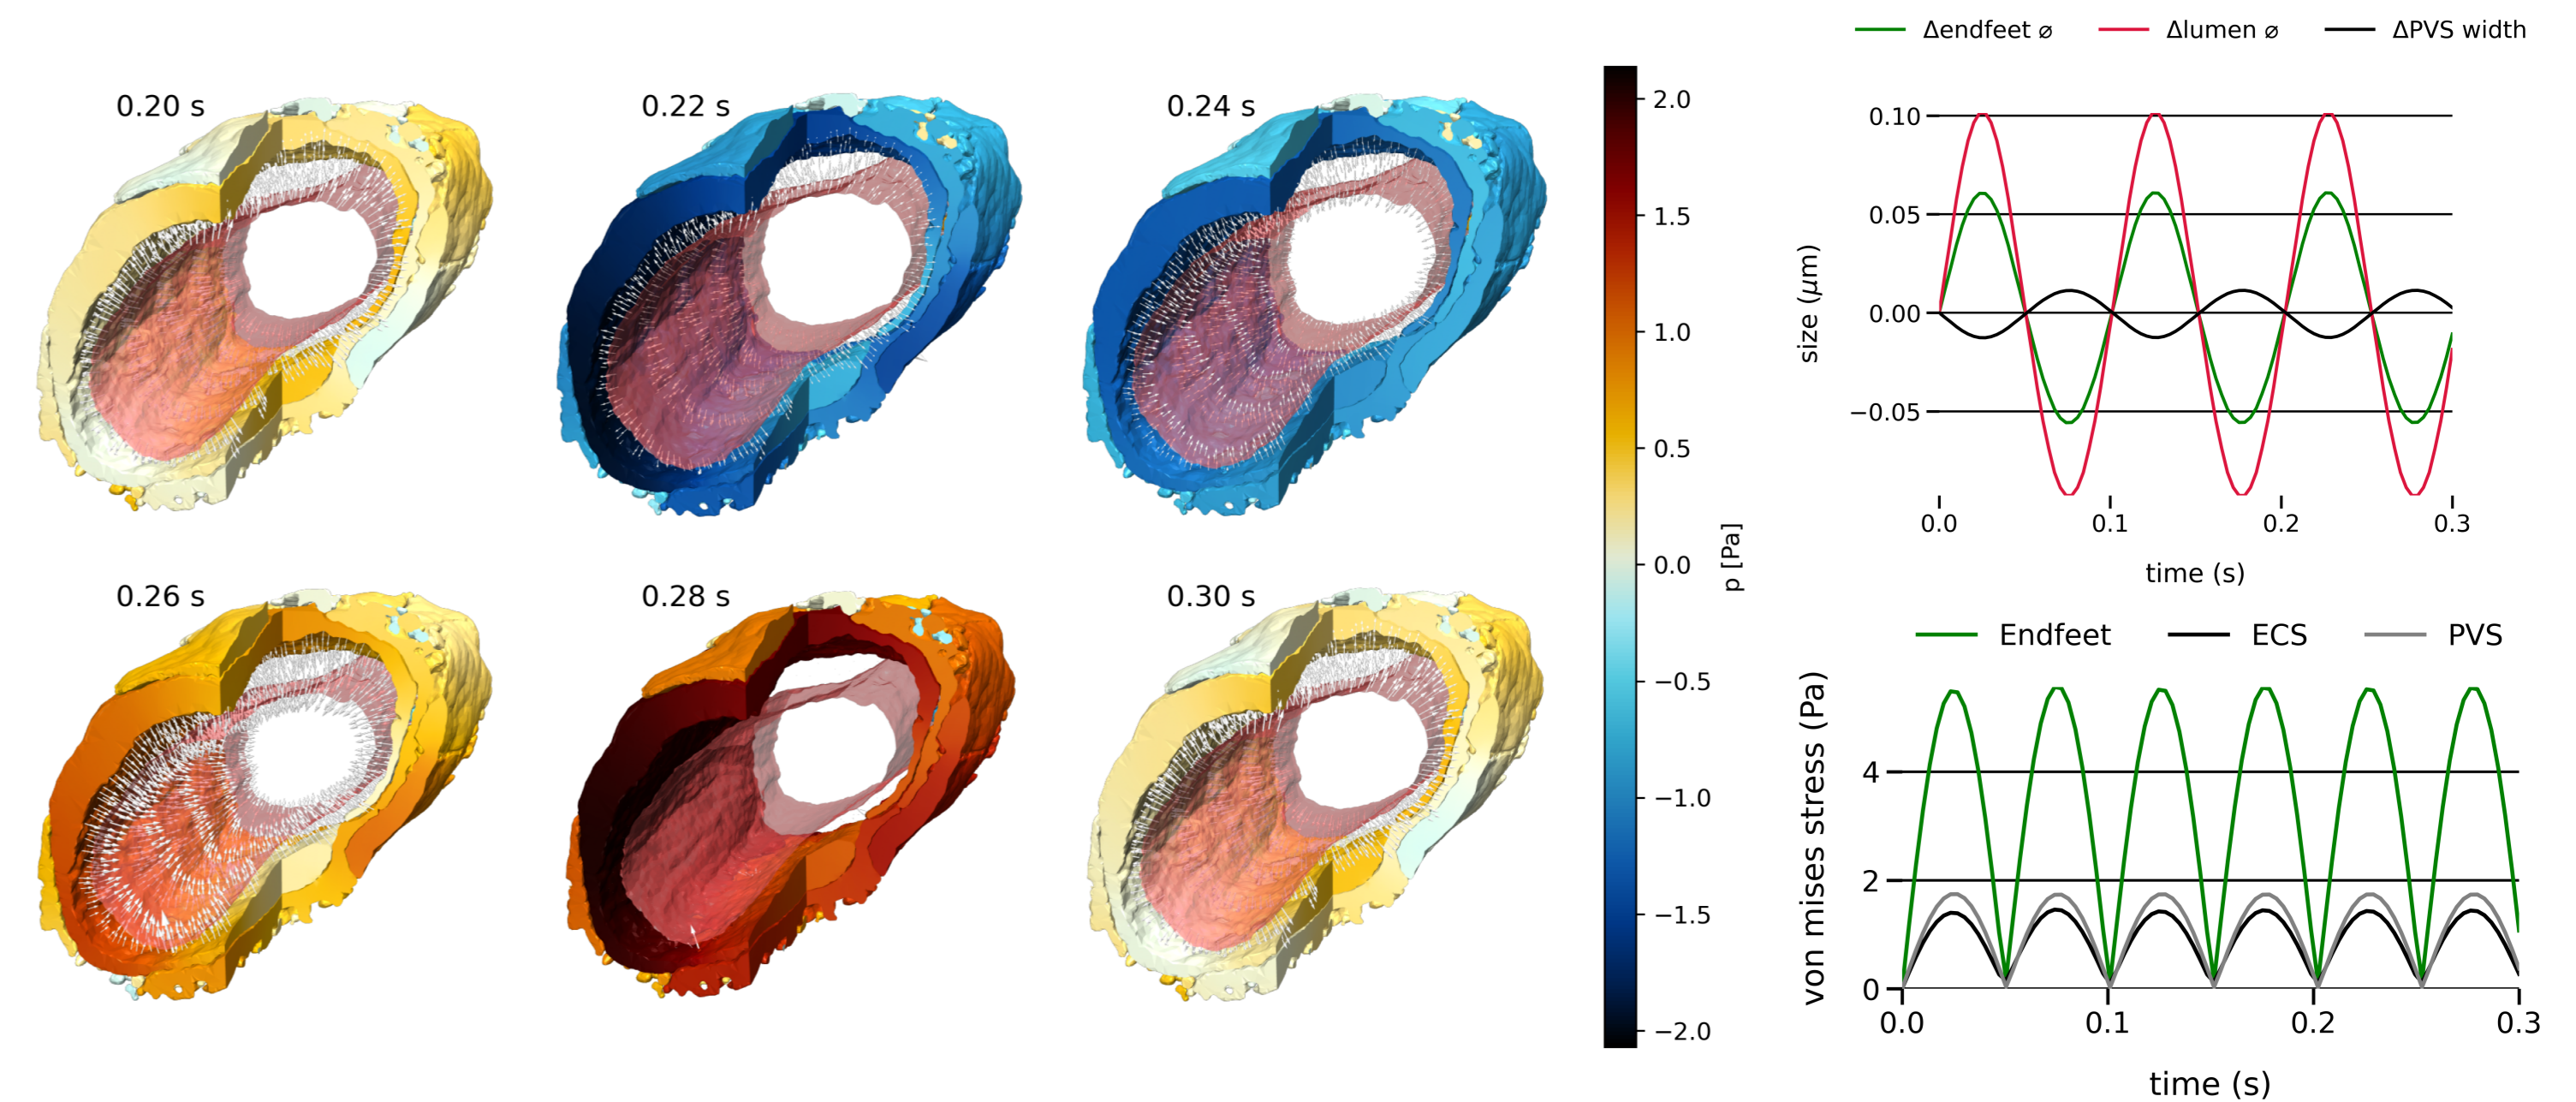 0.20 s
0.22 s
0.24 s
0.26 s
0.28 s
0.30 s
2.0
1.5
1.0
0.5
0.0
−0.5
−1.0
−1.5
−2.0
p [Pa]
Δendfeet ⌀ Δlumen ⌀ ΔPVS width
0.10
0.05
0.00
−0.05
size (μm)
0.0 0.1 0.2 0.3
time (s)
Endfeet ECS PVS
4
2
0
von mises stress (Pa)
0.0 0.1 0.2 0.3
time (s)